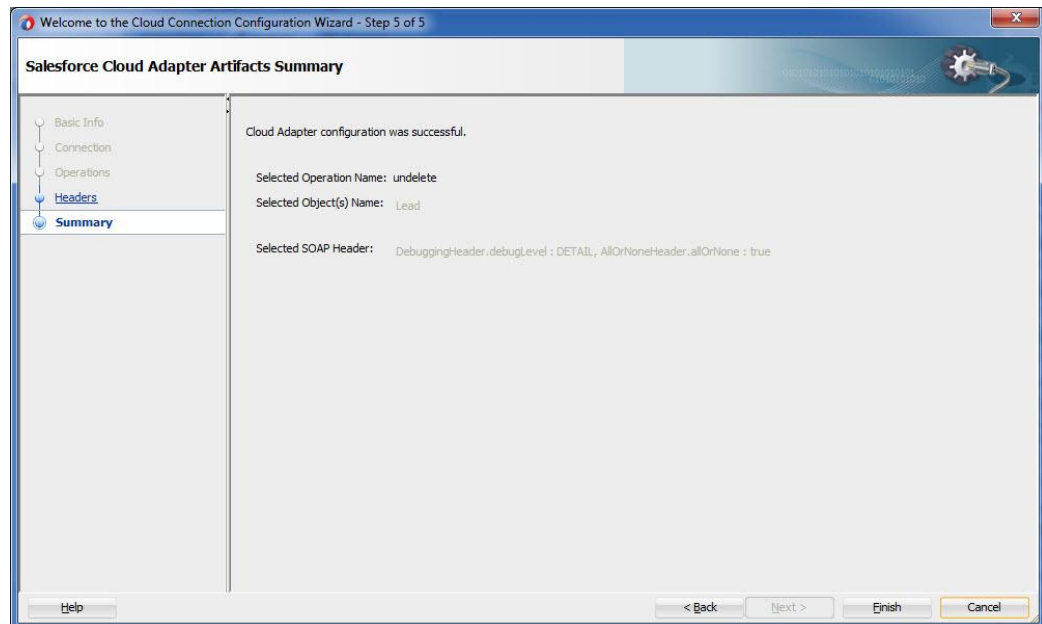 Welcome to the Cloud Connection Configuration Wizard - Step 5 of 5
Salesforce Cloud Adapter Artifacts Summary
Basic Info
Connection
Operations
Headers
Summary
Cloud Adapter configuration was successful.
Selected Operation Name: undelete
Selected Object(s) Name: Lead
Selected SOAP Header: DebuggingHeader.debugLevel : DETAIL, AllOrNoneHeader.allOrNone : true
Help
< Back
Next >
Finish
Cancel